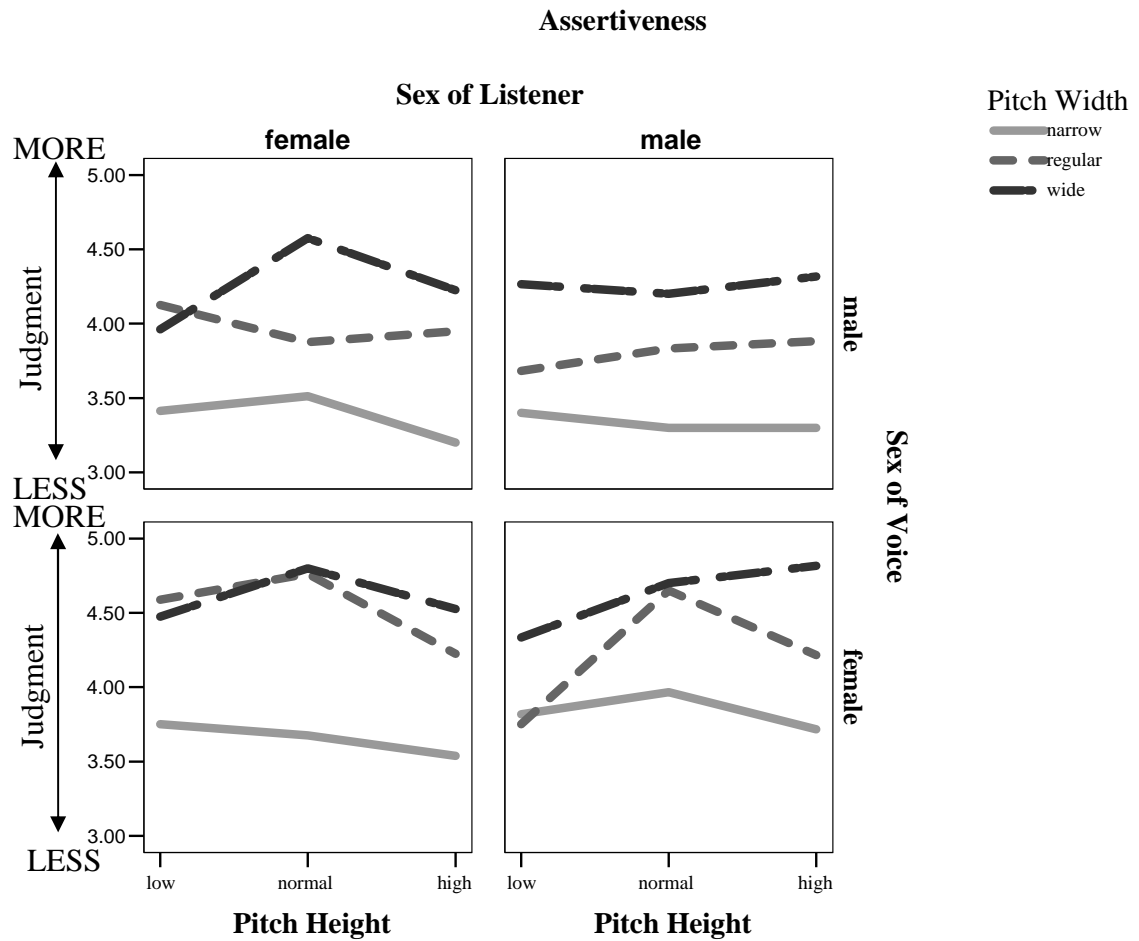 Assertiveness
Sex of Listener
Pitch Width
narrow
regular
wide
female
male
MORE
Judgment
LESS
5.00
4.50
4.00
3.50
3.00
male
Sex of Voice
MORE
Judgment
LESS
5.00
4.50
4.00
3.50
3.00
female
low
normal
high
low
normal
high
Pitch Height
Pitch Height